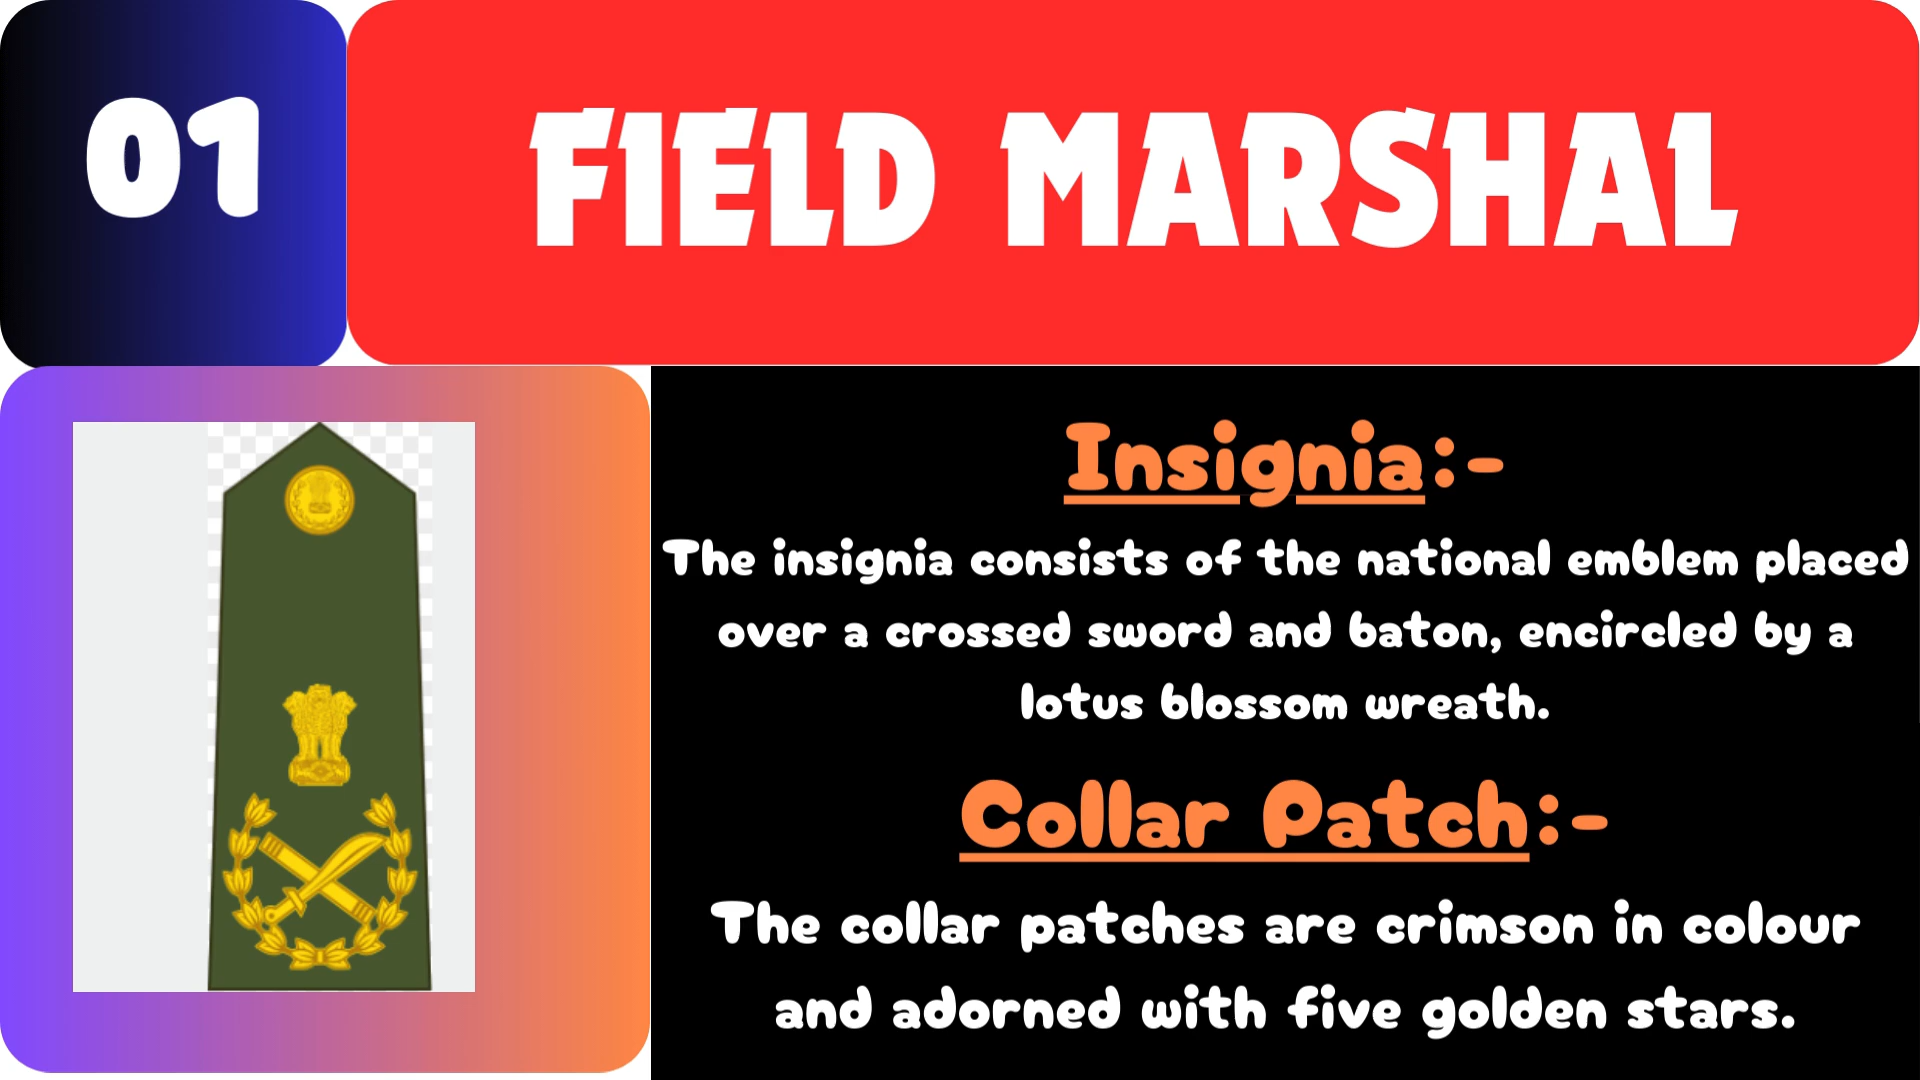 01
FIELD MARSHAL
Insignia:-
The insignia consists of the national emblem placed
over a crossed sword and baton, encircled by a
lotus blossom wreath.
Collar Patch:-
The collar patches are crimson in colour
and adorned with five golden stars.